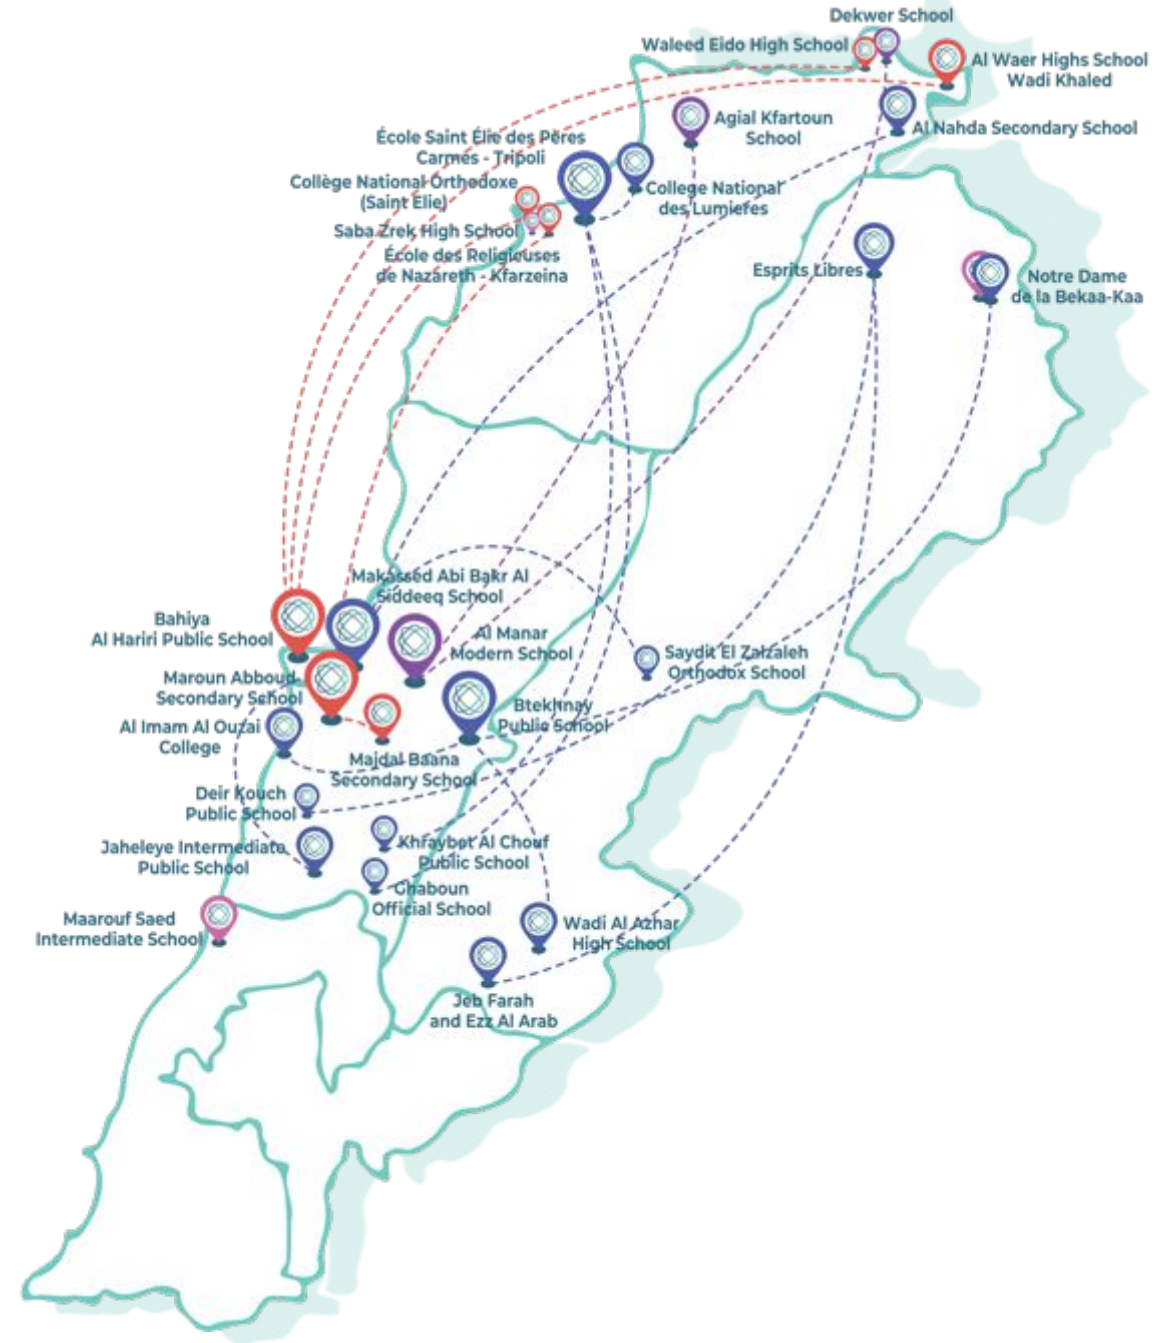 Dekwer School
Waleed Eido High School
Al Waer Highs School
Wadi Khaled
Agial Kfartoun
School
Al Nahda Secondary School
École Saint Élie des Pères
Carmes - Tripoli
Collège National Orthodoxe
(Saint Elie)
College National
des Lumieres
Saba Zrek High School
École des Religieuses
de Nazareth - Kfarzeina
Esprits Libres
Notre Dame
de la Bekaa-Kaa
Makassed Abi Bakr Al
Siddeeq School
Bahiya
Al Hariri Public School
Al Manar
Modern School
Saydit El Zalzaleh
Orthodox School
Maroun Abboud
Secondary School
Btekhnay
Public School
Al Imam Al Ouzai
College
Majdal Baana
Secondary School
Deir Kouch
Public School
Jaheleye Intermediate
Public School
Khraybet Al Chouf
Public School
Ghaboun
Official School
Maarouf Saed
Intermediate School
Wadi Al Azhar
High School
Jeb Farah
and Ezz Al Arab